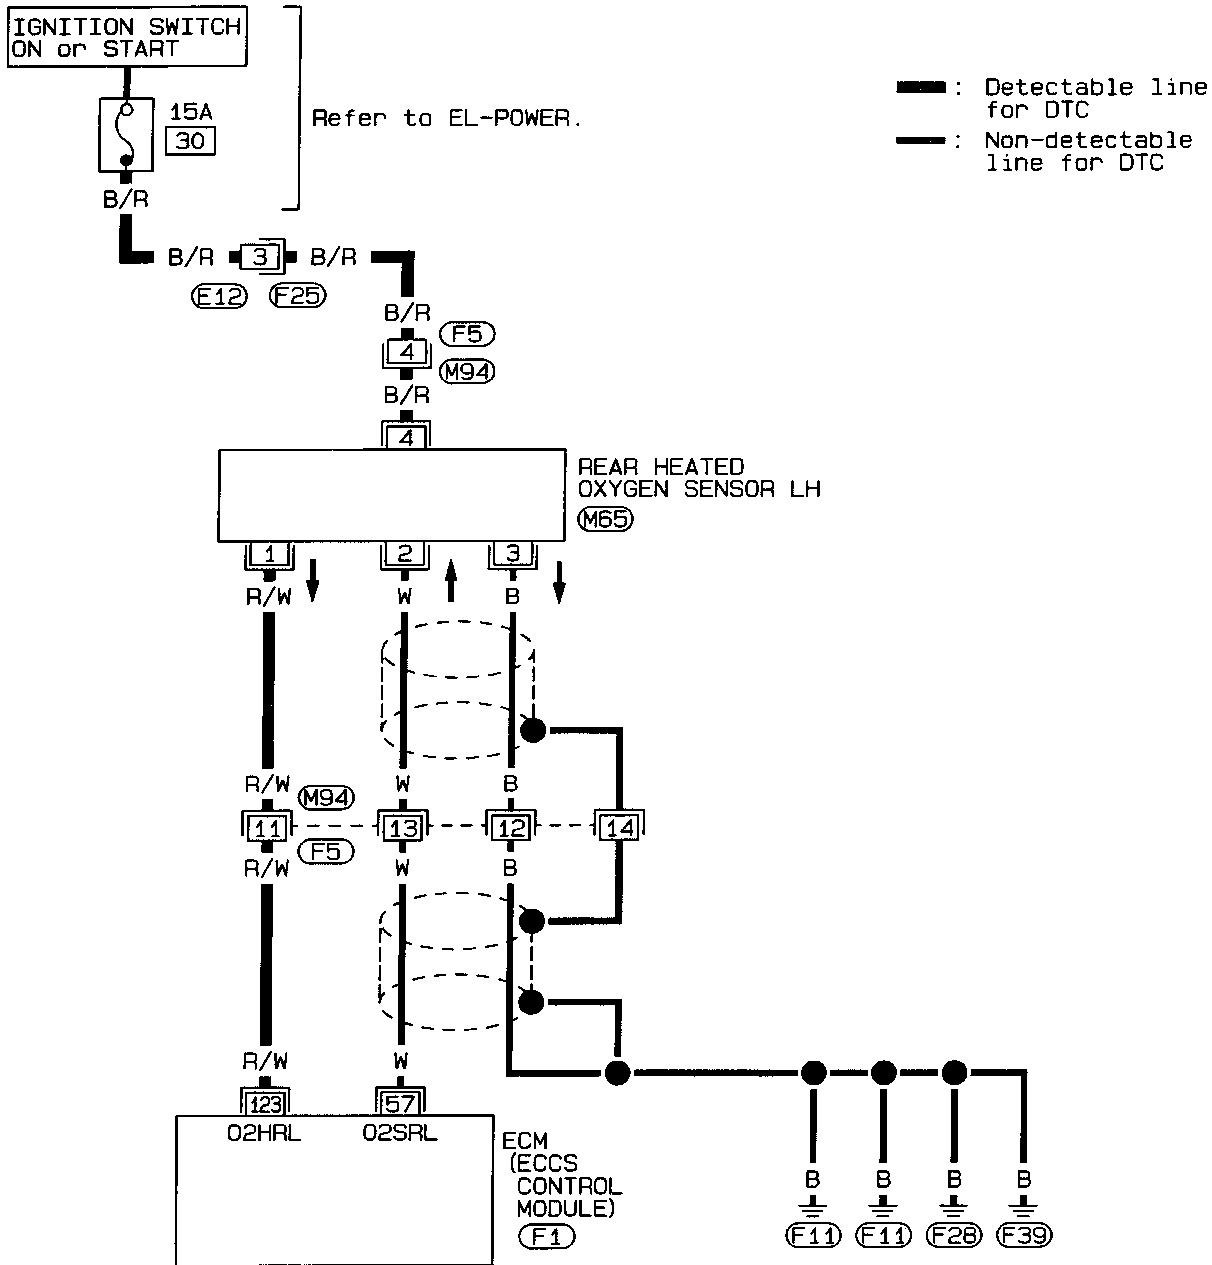 IGNITION SWITCH
ON or START
15A
30
Refer to EL-POWER.
: Detectable line
for DTC
: Non-detectable
line for DTC
B/R
B/R
3
B/R
E12
F25
B/R
F5
4
M94
B/R
4
REAR HEATED
OXYGEN SENSOR LH
M65
1
2
3
R/W
W
B
R/W
W
B
M94
11
13
12
14
F5
R/W
W
B
R/W
W
123
57
O2HRL
O2SRL
ECM
(ECCS
CONTROL
MODULE)
F1
B
B
B
B
F11
F11
F28
F39